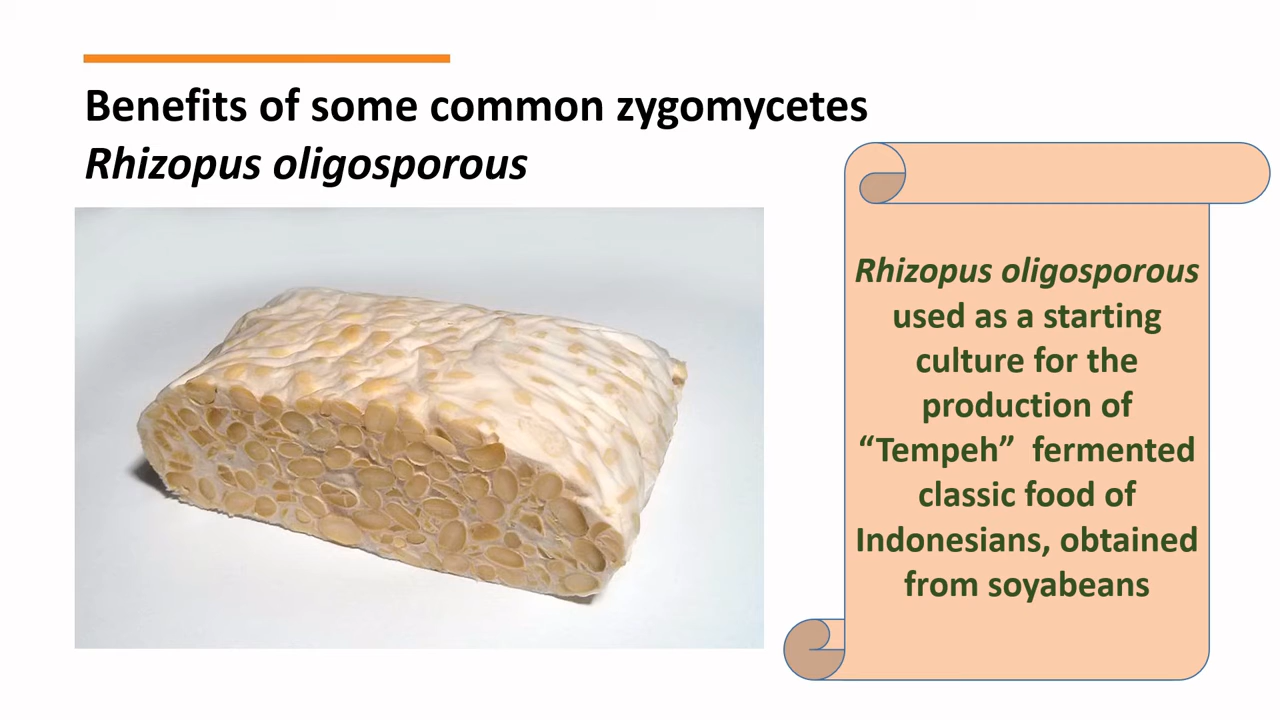 Benefits of some common zygomycetes
Rhizopus oligosporous
Rhizopus oligosporous
used as a starting
culture for the
production of
“Tempeh” fermented
classic food of
Indonesians, obtained
from soyabeans